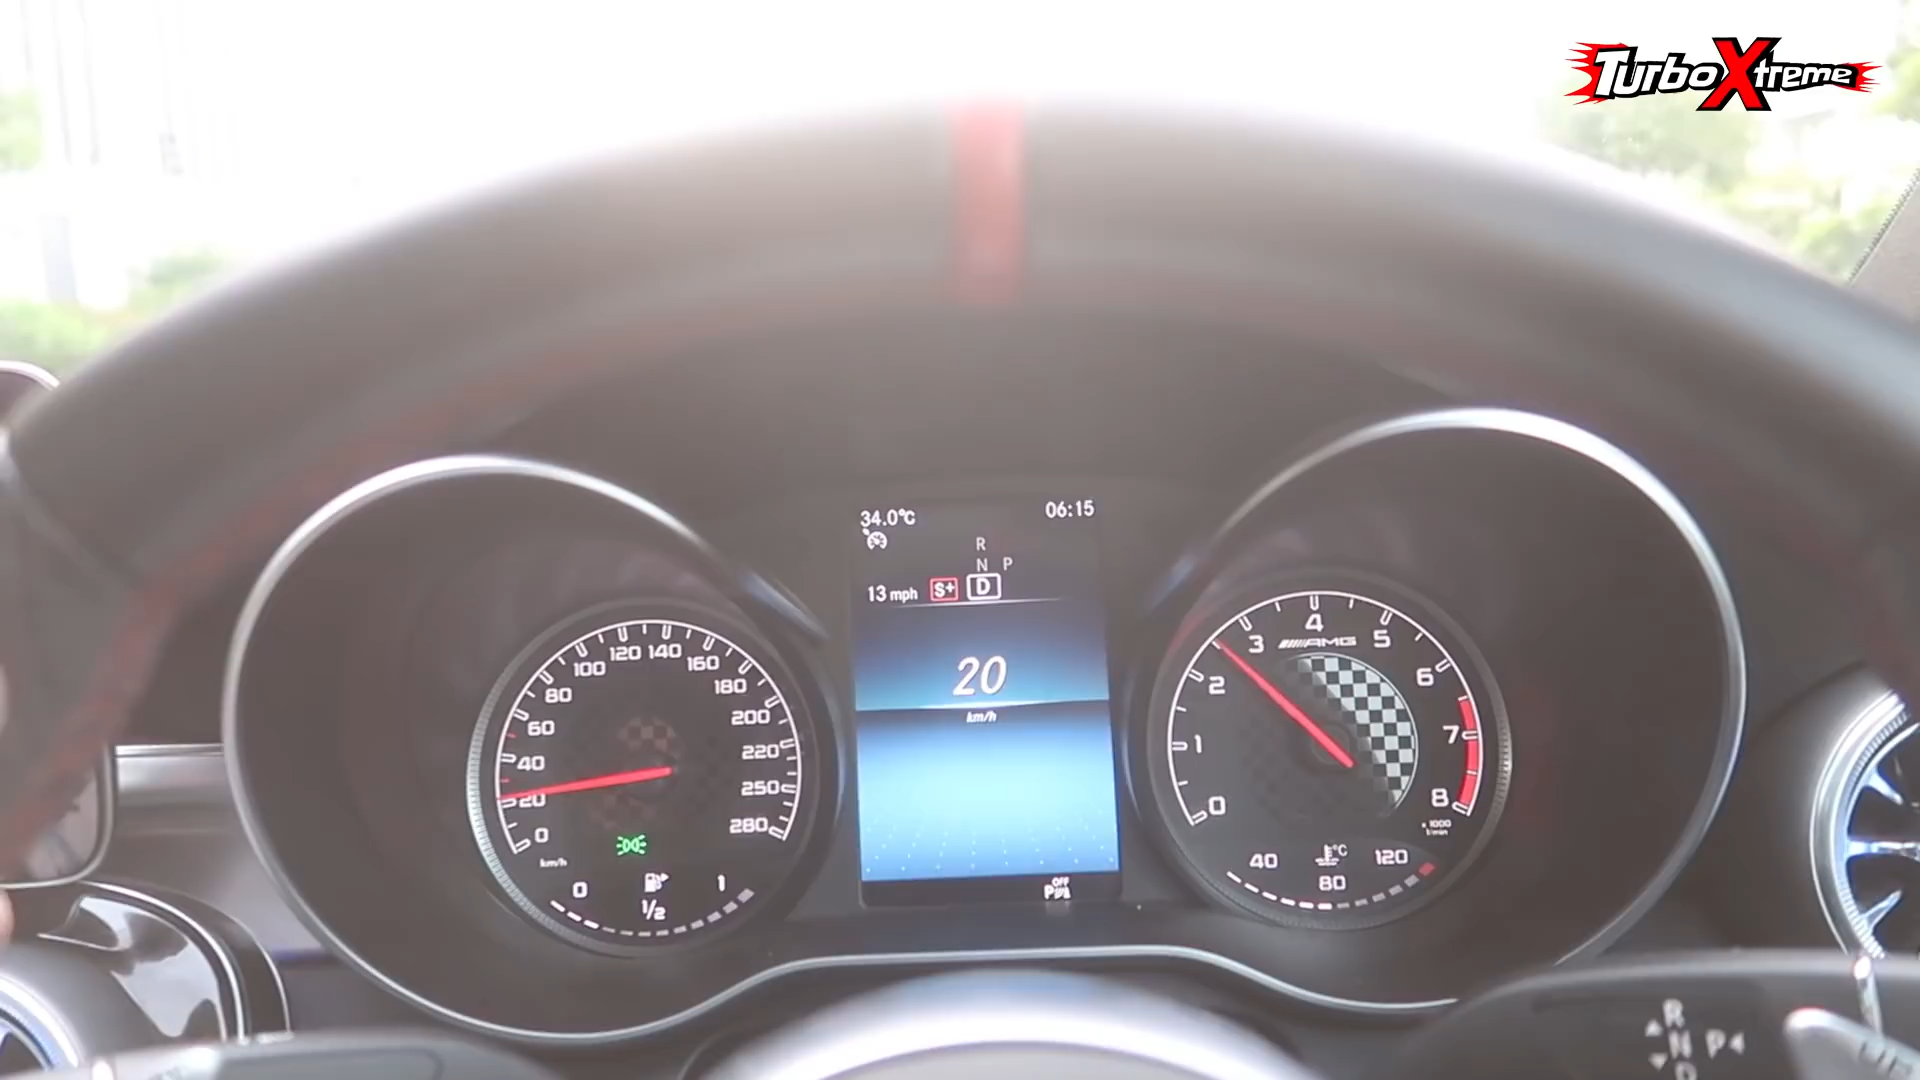 TurboXtreme
34.0°C 06:15
R
N P
13 mph S+ D
20
km/h
OFF
P
0
20
40
60
80
100
120
140
160
180
200
220
250
280
km/h
0 1/2 1
0
1
2
3
4
5
6
7
8
AMG
x 1000
1/min
°C
40 80 120
R
N P
D